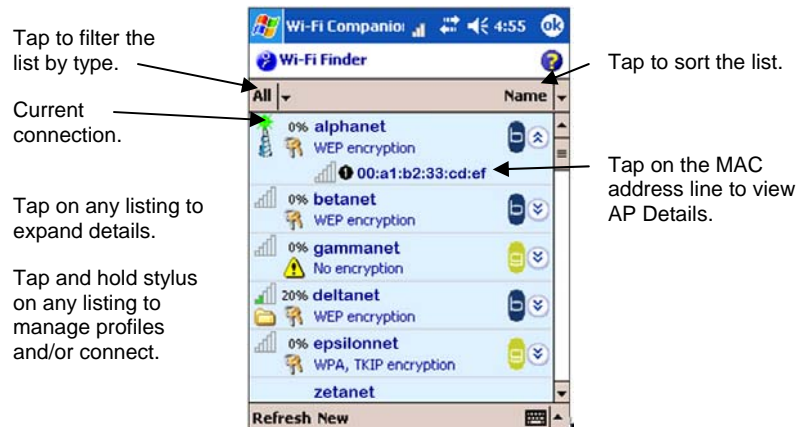 Tap to filter the
list by type.
Current
connection.
Tap on any listing to
expand details.
Tap and hold stylus
on any listing to
manage profiles
and/or connect.
Wi-Fi Companion 4:55 ok
Wi-Fi Finder ?
All Name
0% alphanet b
WEP encryption
1 00:a1:b2:33:cd:ef
0% betanet b
WEP encryption
0% gammanet g
No encryption
20% deltanet b
WEP encryption
0% epsilonnet g
WPA, TKIP encryption
zetanet
Refresh New
Tap to sort the list.
Tap on the MAC
address line to view
AP Details.